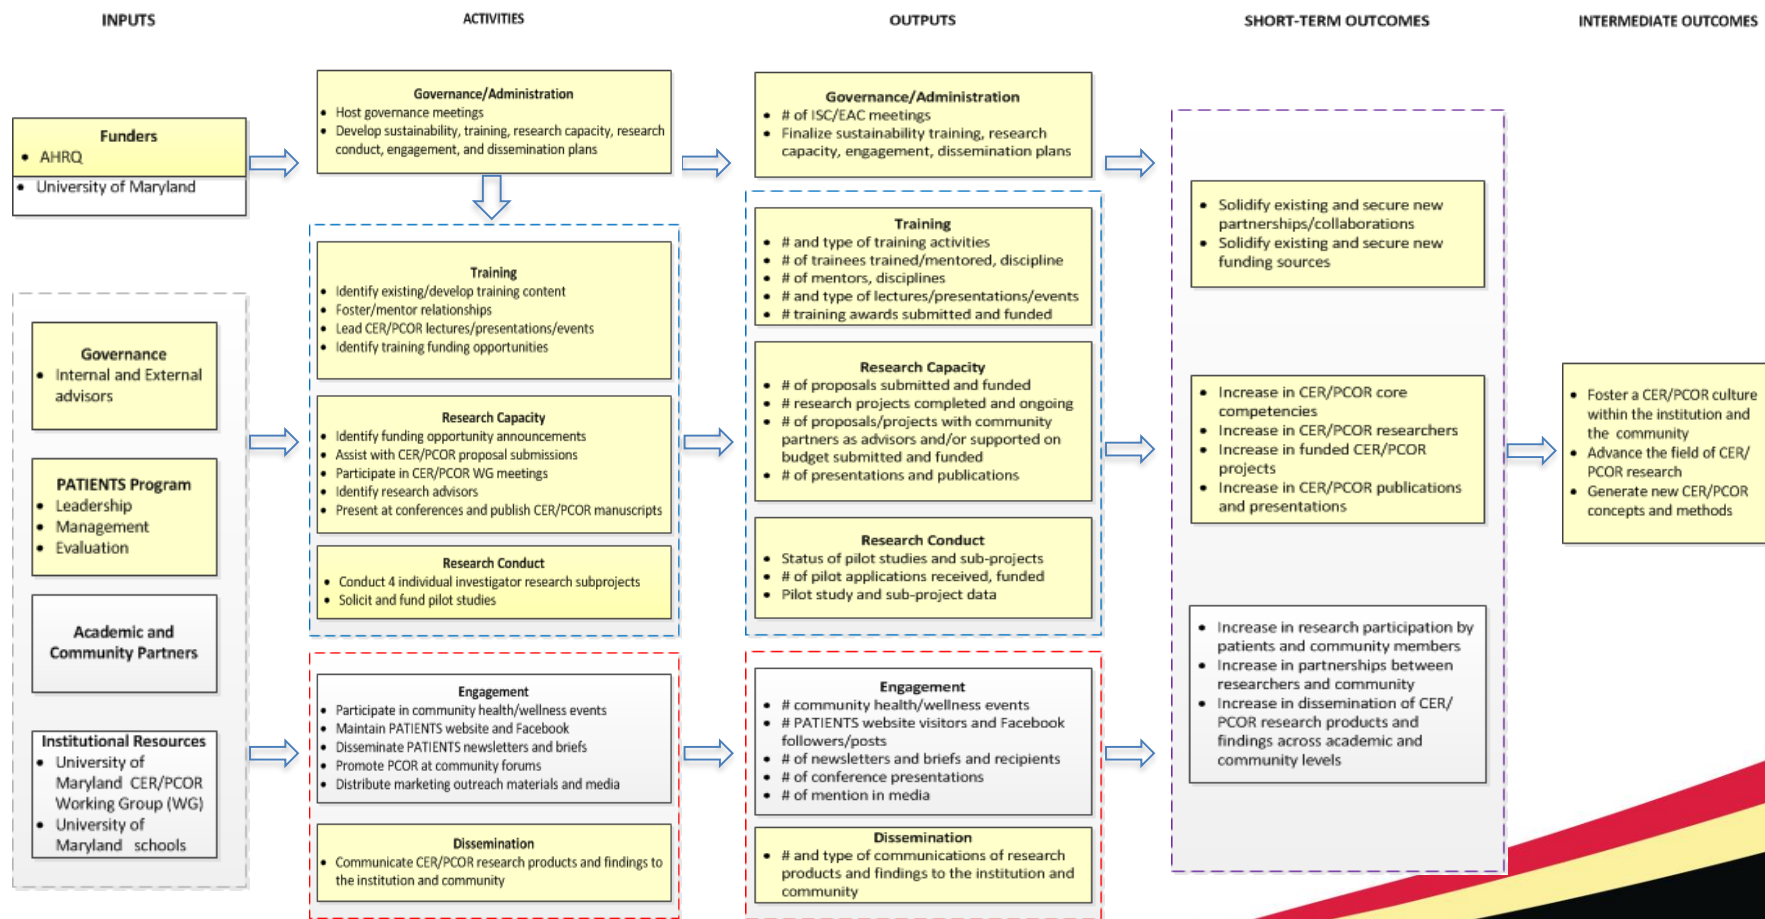 INPUTS
ACTIVITIES
OUTPUTS
SHORT-TERM OUTCOMES
INTERMEDIATE OUTCOMES
Funders
• AHRQ
• University of Maryland
Governance
• Internal and External
advisors
PATIENTS Program
• Leadership
• Management
• Evaluation
Academic and
Community Partners
Institutional Resources
• University of
Maryland CER/PCOR
Working Group (WG)
• University of
Maryland schools
Governance/Administration
• Host governance meetings
• Develop sustainability, training, research capacity, research
conduct, engagement, and dissemination plans
Training
• Identify existing/develop training content
• Foster/mentor relationships
• Lead CER/PCOR lectures/presentations/events
• Identify training funding opportunities
Research Capacity
• Identify funding opportunity announcements
• Assist with CER/PCOR proposal submissions
• Participate in CER/PCOR WG meetings
• Identify research advisors
• Present at conferences and publish CER/PCOR manuscripts
Research Conduct
• Conduct 4 individual investigator research subprojects
• Solicit and fund pilot studies
Engagement
• Participate in community health/wellness events
• Maintain PATIENTS website and Facebook
• Disseminate PATIENTS newsletters and briefs
• Promote PCOR at community forums
• Distribute marketing outreach materials and media
Dissemination
• Communicate CER/PCOR research products and findings to
the institution and community
Governance/Administration
• # of ISC/EAC meetings
• Finalize sustainability training, research
capacity, engagement, dissemination plans
Training
• # and type of training activities
• # of trainees trained/mentored, discipline
• # of mentors, disciplines
• # and type of lectures/presentations/events
• # training awards submitted and funded
Research Capacity
• # of proposals submitted and funded
• # research projects completed and ongoing
• # of proposals/projects with community
partners as advisors and/or supported on
budget submitted and funded
• # of presentations and publications
Research Conduct
• Status of pilot studies and sub-projects
• # of pilot applications received, funded
• Pilot study and sub-project data
Engagement
• # community health/wellness events
• # PATIENTS website visitors and Facebook
followers/posts
• # of newsletters and briefs and recipients
• # of conference presentations
• # of mention in media
Dissemination
• # and type of communications of research
products and findings to the institution and
community
• Solidify existing and secure new
partnerships/collaborations
• Solidify existing and secure new
funding sources
• Increase in CER/PCOR core
competencies
• Increase in CER/PCOR researchers
• Increase in funded CER/PCOR
projects
• Increase in CER/PCOR publications
and presentations
• Increase in research participation by
patients and community members
• Increase in partnerships between
researchers and community
• Increase in dissemination of CER/
PCOR research products and
findings across academic and
community levels
• Foster a CER/PCOR culture
within the institution and
the community
• Advance the field of CER/
PCOR research
• Generate new CER/PCOR
concepts and methods